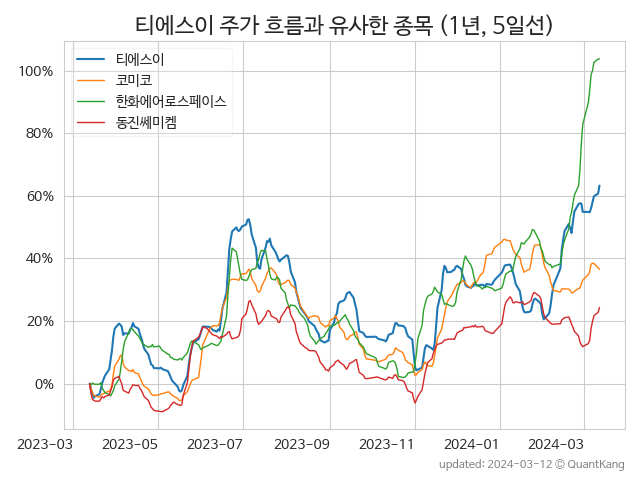 티에스이 주가 흐름과 유사한 종목 (1년, 5일선)
티에스이
코미코
한화에어로스페이스
동진쎄미켐
100%
80%
60%
40%
20%
0%
2023-03 2023-05 2023-07 2023-09 2023-11 2024-01 2024-03
updated: 2024-03-12 © QuantKang